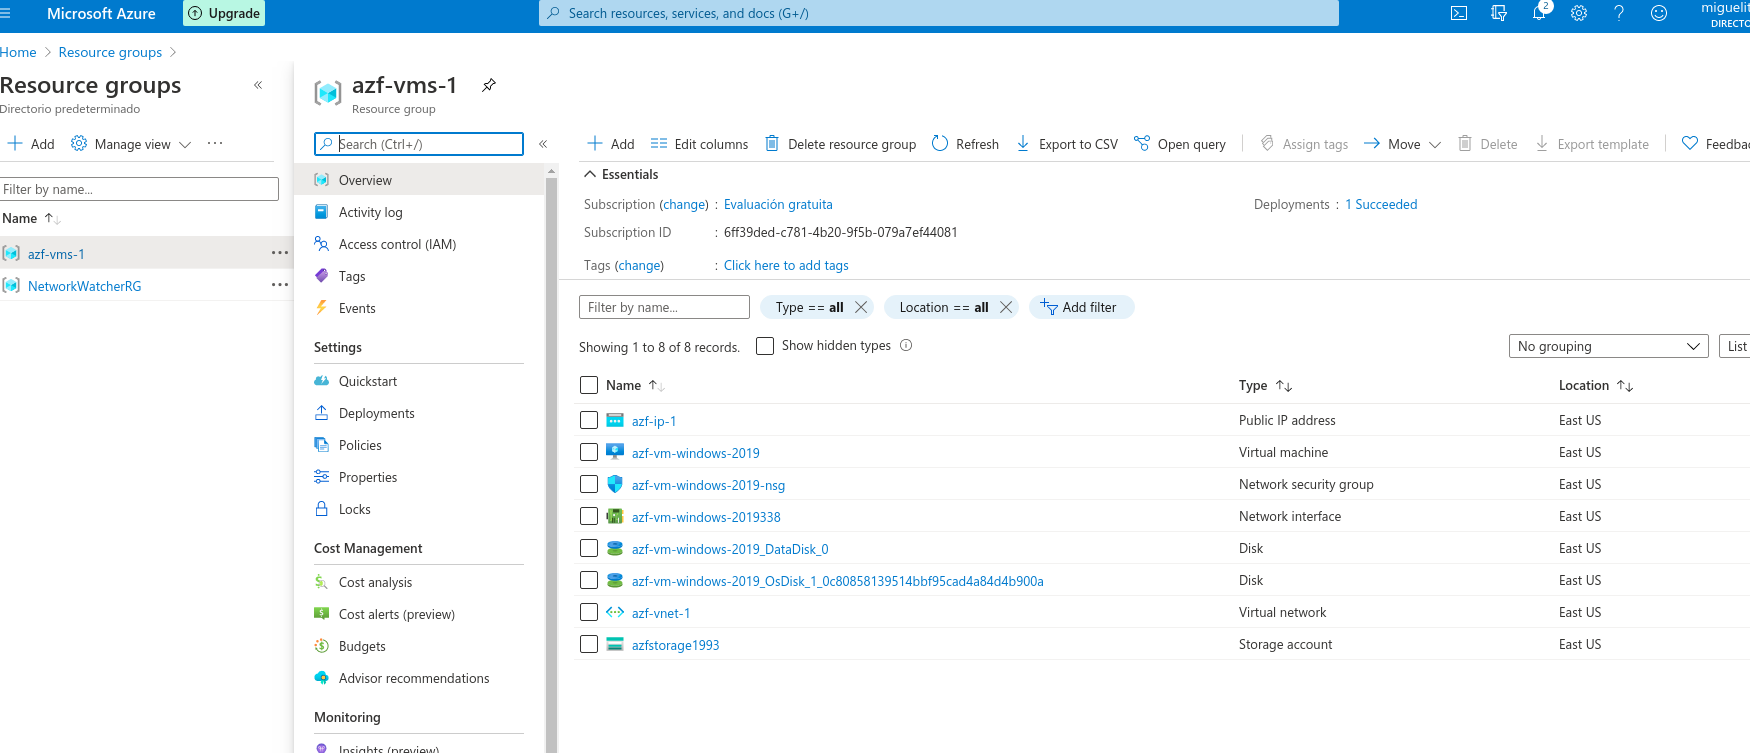 Microsoft Azure
Upgrade
Search resources, services, and docs (G+/)
2
miguelit
DIRECTO
Home > Resource groups >
Resource groups
Directorio predeterminado
Add
Manage view
Filter by name...
Name
azf-vms-1
NetworkWatcherRG
azf-vms-1
Resource group
Search (Ctrl+/)
Overview
Activity log
Access control (IAM)
Tags
Events
Settings
Quickstart
Deployments
Policies
Properties
Locks
Cost Management
Cost analysis
Cost alerts (preview)
Budgets
Advisor recommendations
Monitoring
Insights (preview)
Add Edit columns Delete resource group Refresh Export to CSV Open query Assign tags Move Delete Export template Feedbac
Essentials
Subscription (change) : Evaluación gratuita
Deployments : 1 Succeeded
Subscription ID : 6ff39ded-c781-4b20-9f5b-079a7ef44081
Tags (change) : Click here to add tags
Filter by name...
Type == all
Location == all
Add filter
Showing 1 to 8 of 8 records.
Show hidden types
No grouping
List
Name Type Location
azf-ip-1 Public IP address East US
azf-vm-windows-2019 Virtual machine East US
azf-vm-windows-2019-nsg Network security group East US
azf-vm-windows-2019338 Network interface East US
azf-vm-windows-2019_DataDisk_0 Disk East US
azf-vm-windows-2019_OsDisk_1_0c80858139514bbf95cad4a84d4b900a Disk East US
azf-vnet-1 Virtual network East US
azfstorage1993 Storage account East US